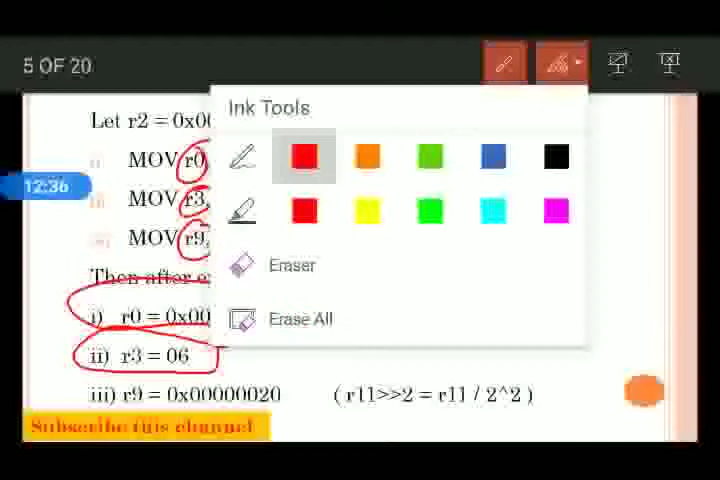 5 OF 20
Let r2 = 0x00
Ink Tools
i) MOV r0
12:36
MOV r3,
MOV r9,
Eraser
Then after e
i) r0 = 0x00
Erase All
ii) r3 = 06
iii) r9 = 0x00000020 ( r11>>2 = r11 / 2^2 )
Subscribe this channel